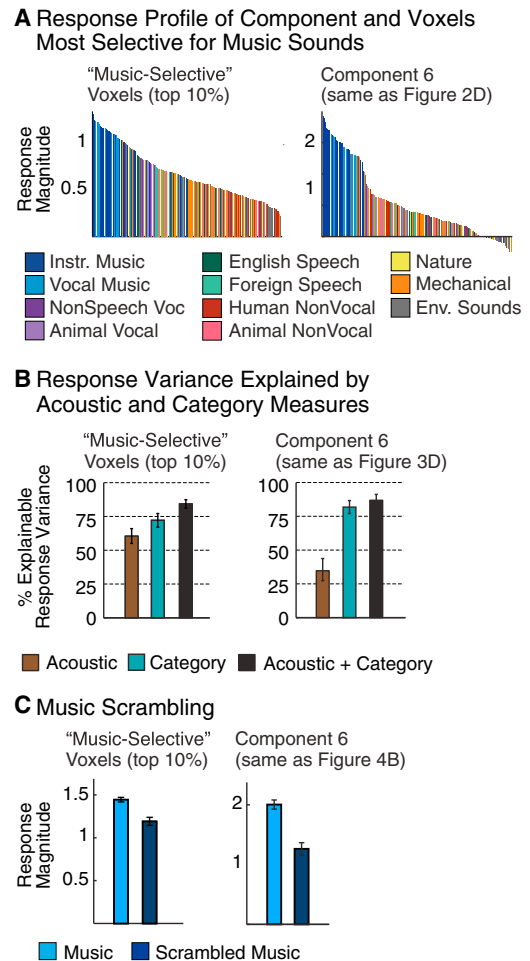 A Response Profile of Component and Voxels
Most Selective for Music Sounds
“Music-Selective”
Voxels (top 10%)
Component 6
(same as Figure 2D)
Response
Magnitude
1
0.5
2
1
Instr. Music
English Speech
Nature
Vocal Music
Foreign Speech
Mechanical
NonSpeech Voc
Human NonVocal
Env. Sounds
Animal Vocal
Animal NonVocal
B Response Variance Explained by
Acoustic and Category Measures
“Music-Selective”
Voxels (top 10%)
Component 6
(same as Figure 3D)
% Explainable
Response Variance
100
75
50
25
0
100
75
50
25
0
Acoustic
Category
Acoustic + Category
C Music Scrambling
“Music-Selective”
Voxels (top 10%)
Component 6
(same as Figure 4B)
Response
Magnitude
1.5
1
0.5
2
1
Music
Scrambled Music